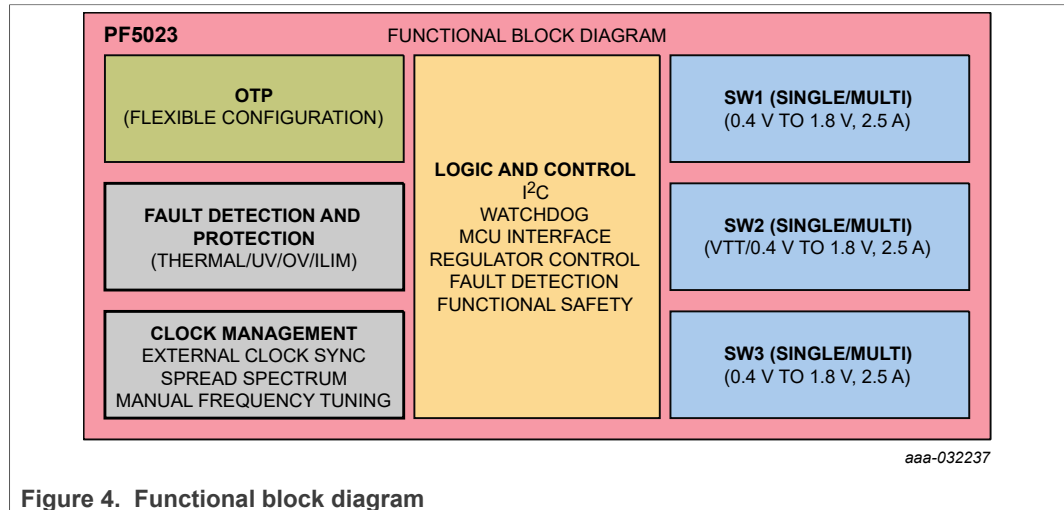 PF5023 FUNCTIONAL BLOCK DIAGRAM
OTP
(FLEXIBLE CONFIGURATION)
FAULT DETECTION AND
PROTECTION
(THERMAL/UV/OV/ILIM)
CLOCK MANAGEMENT
EXTERNAL CLOCK SYNC
SPREAD SPECTRUM
MANUAL FREQUENCY TUNING
LOGIC AND CONTROL
I²C
WATCHDOG
MCU INTERFACE
REGULATOR CONTROL
FAULT DETECTION
FUNCTIONAL SAFETY
SW1 (SINGLE/MULTI)
(0.4 V TO 1.8 V, 2.5 A)
SW2 (SINGLE/MULTI)
(VTT/0.4 V TO 1.8 V, 2.5 A)
SW3 (SINGLE/MULTI)
(0.4 V TO 1.8 V, 2.5 A)
aaa-032237
Figure 4. Functional block diagram